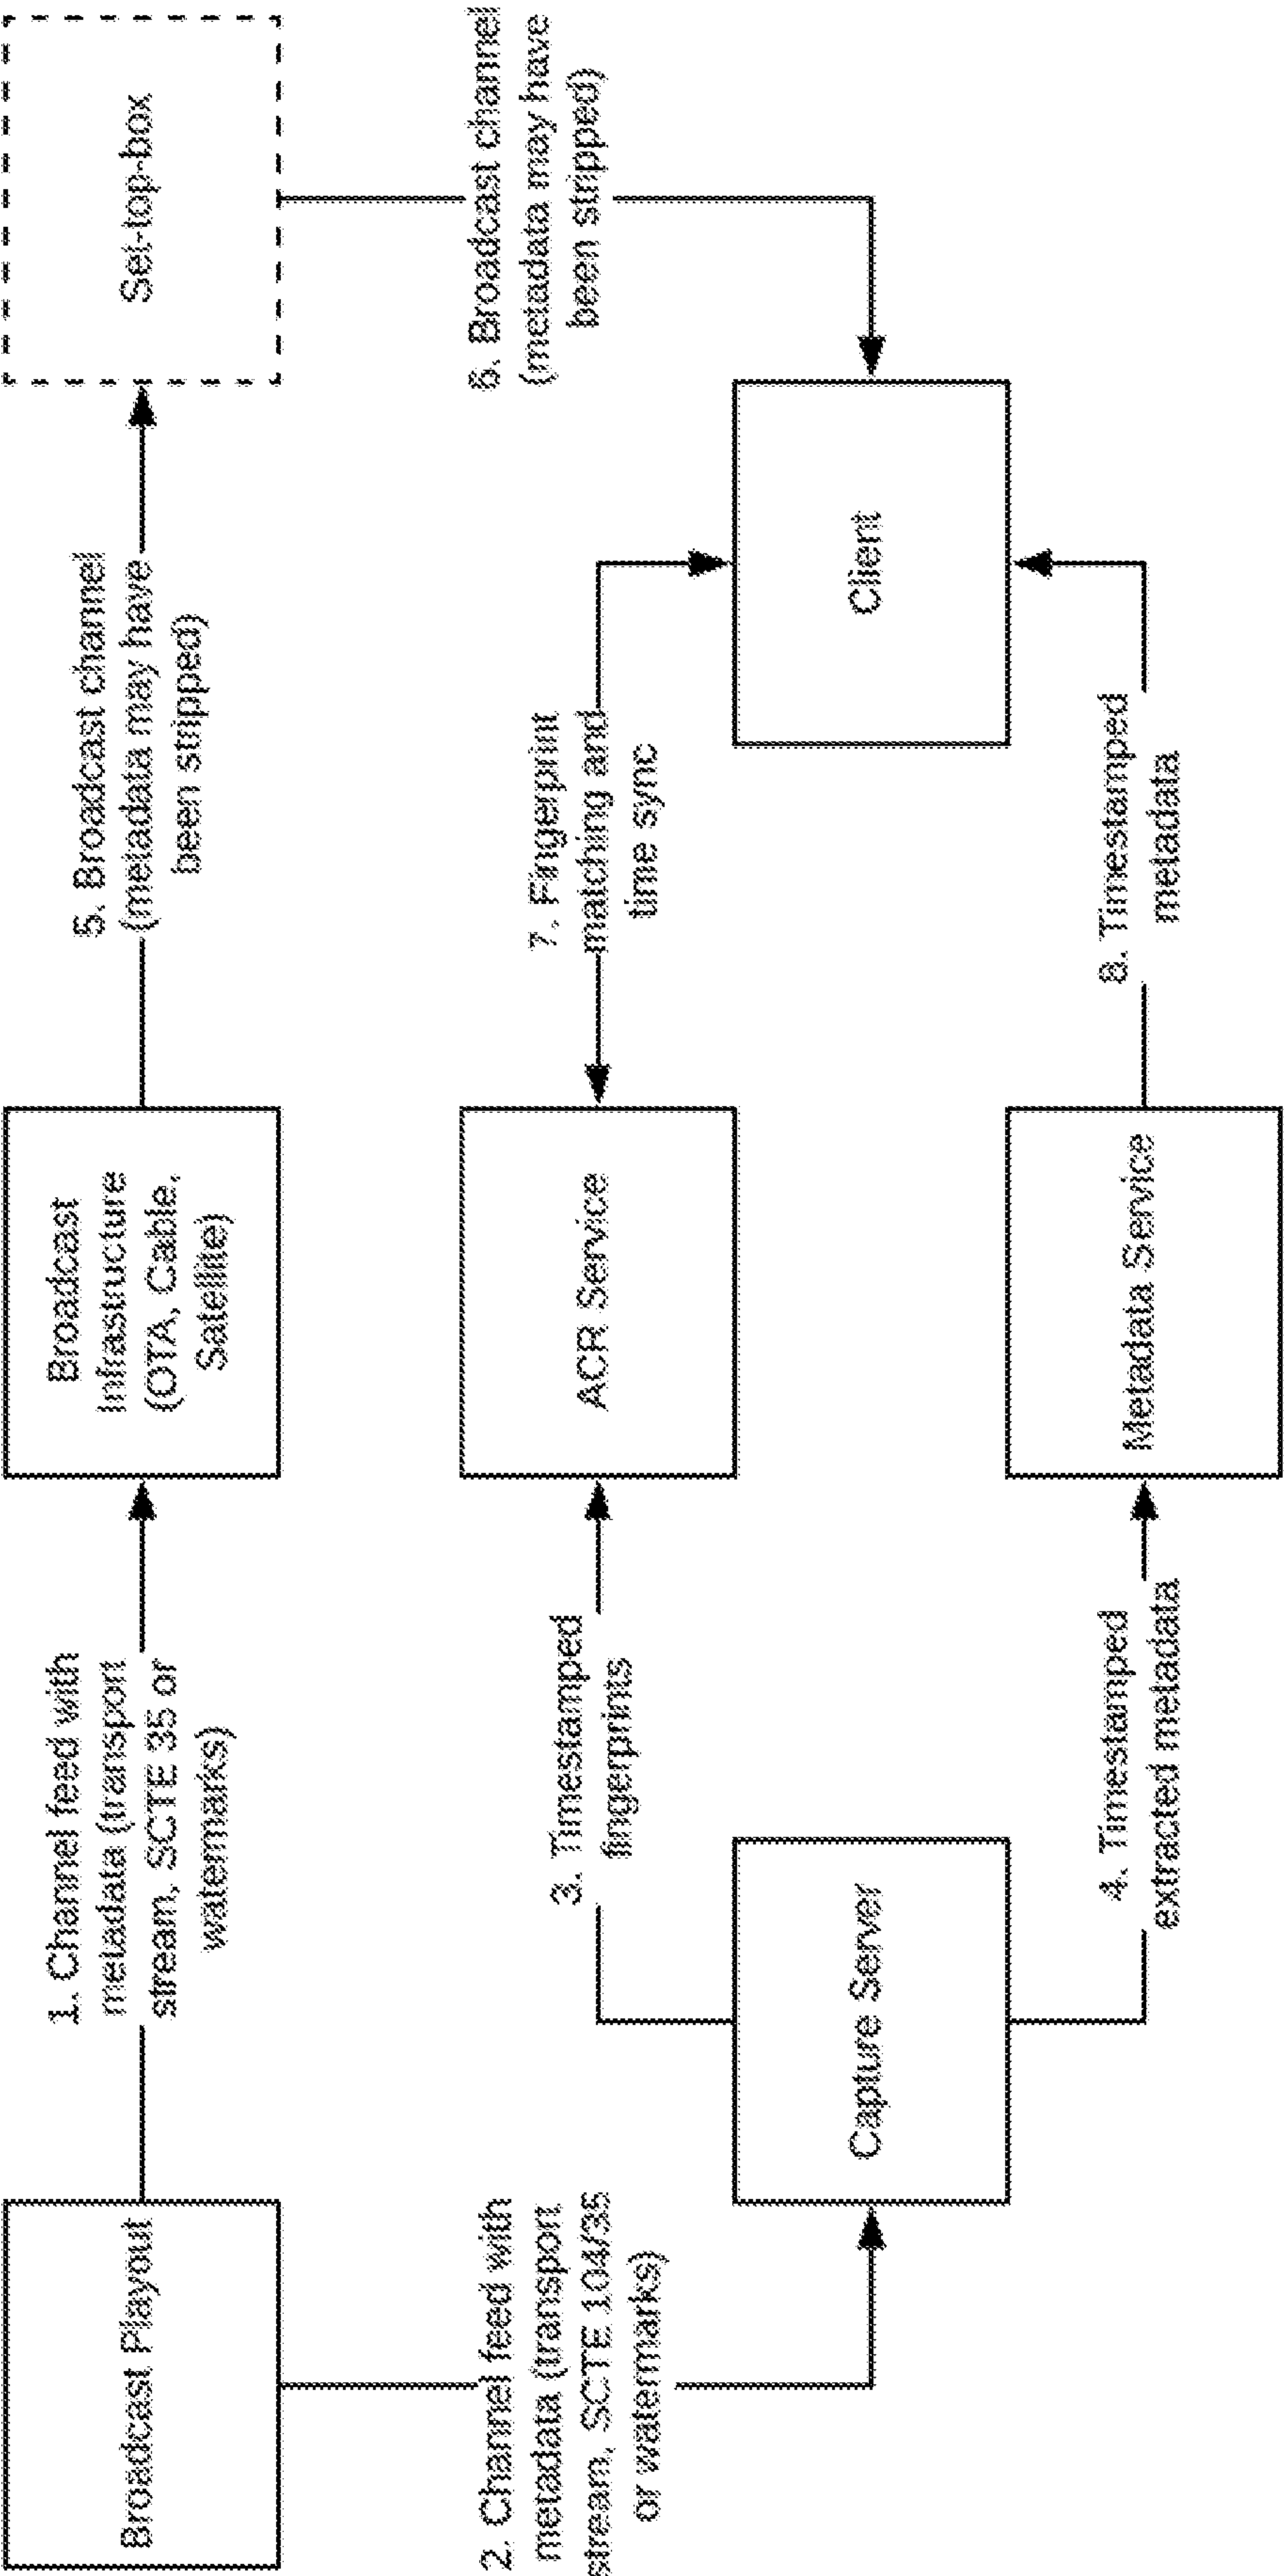 Broadcast Playout
1. Channel feed with
metadata (transport
stream, SCTE 35 or
watermarks)
Broadcast
Infrastructure
(OTA, Cable,
Satellite)
5. Broadcast channel
(metadata may have
been stripped)
Set-top-box
2. Channel feed with
metadata (transport
stream, SCTE 104/35
or watermarks)
Capture Server
3. Timestamped
fingerprints
ACR Service
7. Fingerprint
matching and
time sync
6. Broadcast channel
(metadata may have
been stripped)
Client
4. Timestamped
extracted metadata
Metadata Service
8. Timestamped
metadata